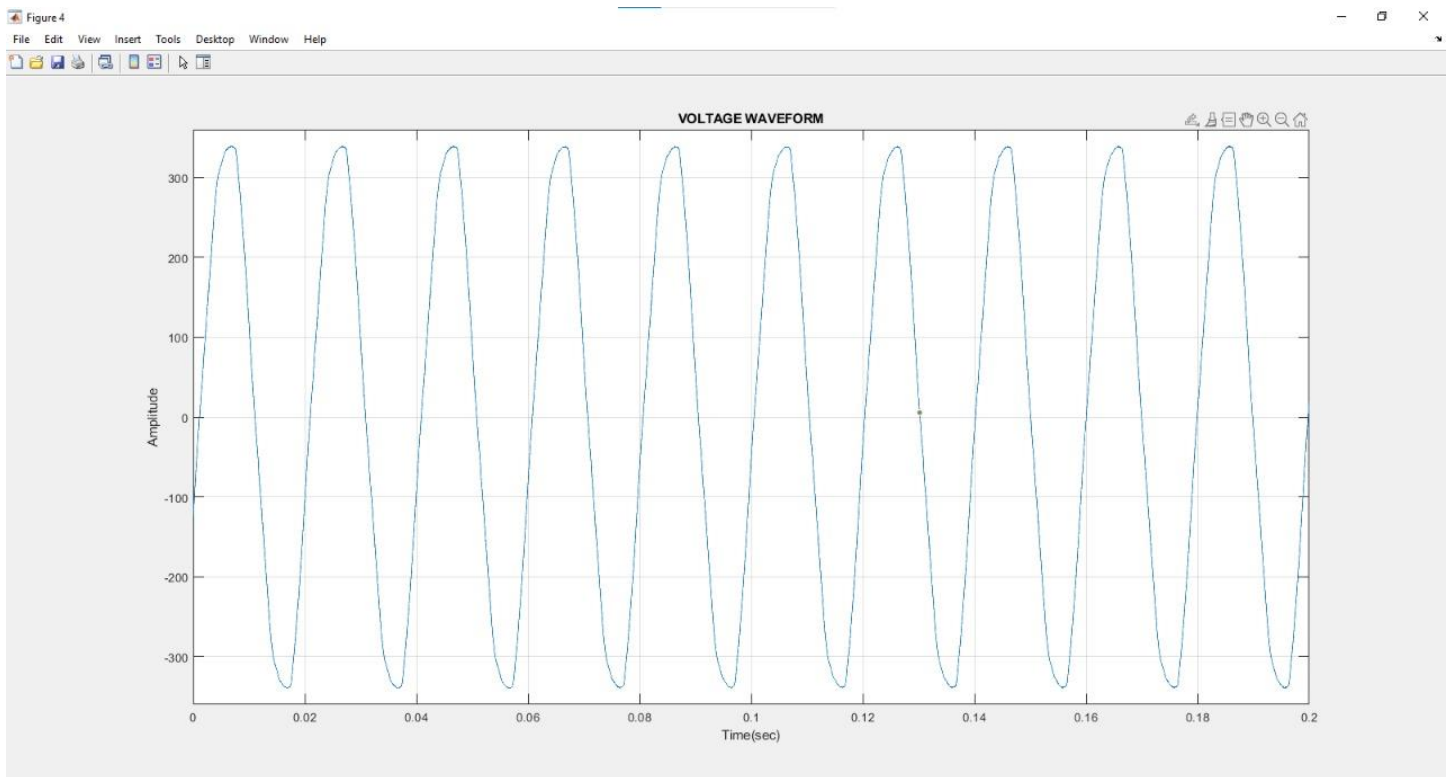 Figure 4
File Edit View Insert Tools Desktop Window Help
VOLTAGE WAVEFORM
300
200
100
0
-100
-200
-300
Amplitude
0 0.02 0.04 0.06 0.08 0.1 0.12 0.14 0.16 0.18 0.2
Time(sec)